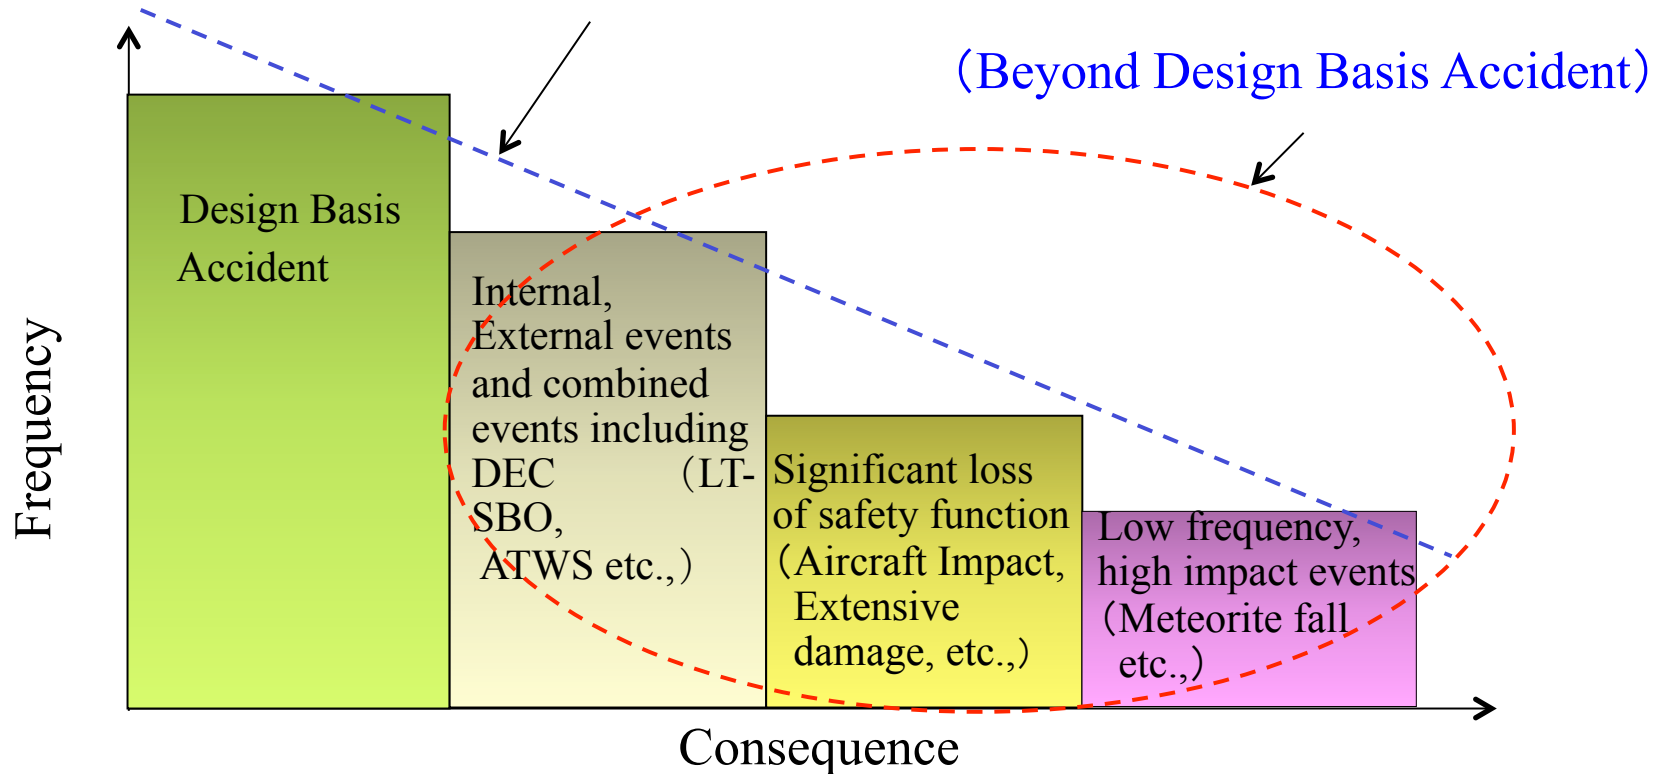 （Beyond Design Basis Accident）
Design Basis
Accident
Internal,
External events
and combined
events including
DEC （LT-
SBO,
ATWS etc.,）
Significant loss
of safety function
（Aircraft Impact,
Extensive
damage, etc.,）
Low frequency,
high impact events
（Meteorite fall
etc.,）
Frequency
Consequence